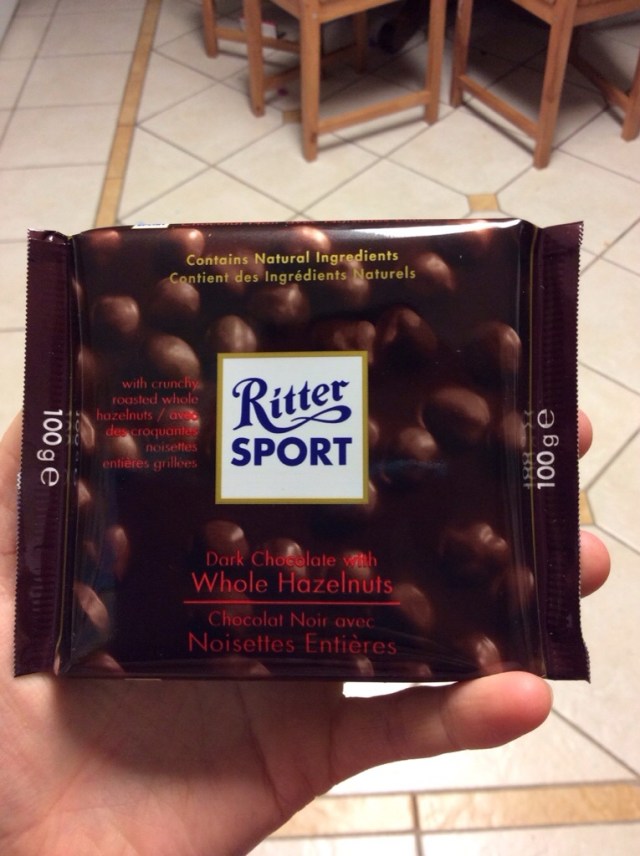 Contains Natural Ingredients
Contient des Ingrédients Naturels
with crunchy
roasted whole
hazelnuts / avec
des croquantes
noisettes
entières grillées
Ritter
SPORT
100 g e
100 g e
Dark Chocolate with
Whole Hazelnuts
Chocolat Noir avec
Noisettes Entières